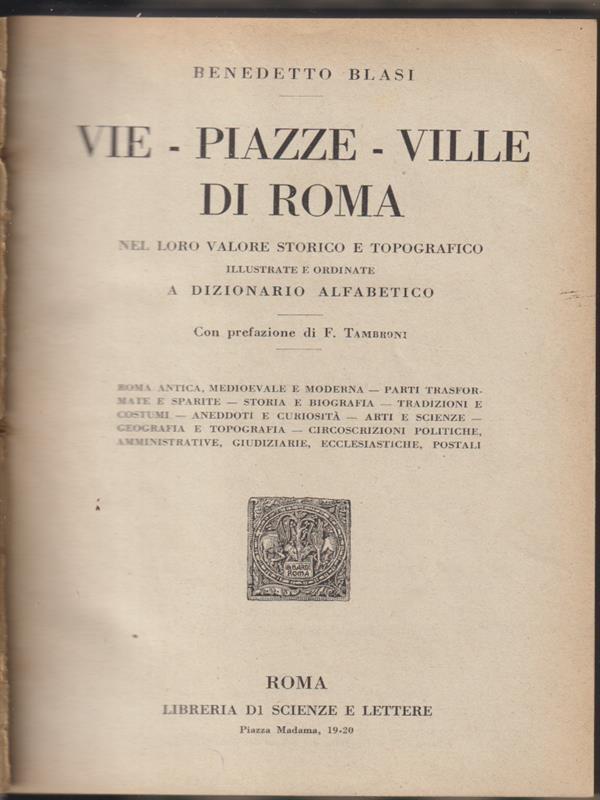 BENEDETTO BLASI
VIE - PIAZZE - VILLE
DI ROMA
NEL LORO VALORE STORICO E TOPOGRAFICO
ILLUSTRATE E ORDINATE
A DIZIONARIO ALFABETICO
Con prefazione di F. TAMBRONI
ROMA ANTICA, MEDIOEVALE E MODERNA — PARTI TRASFOR-
MATE E SPARITE — STORIA E BIOGRAFIA — TRADIZIONI E
COSTUMI — ANEDDOTI E CURIOSITÀ — ARTI E SCIENZE —
GEOGRAFIA E TOPOGRAFIA — CIRCOSCRIZIONI POLITICHE,
AMMINISTRATIVE, GIUDIZIARIE, ECCLESIASTICHE, POSTALI
G. BARDI
ROMA
ROMA
LIBRERIA D1 SCIENZE E LETTERE
Piazza Madama, 19-20